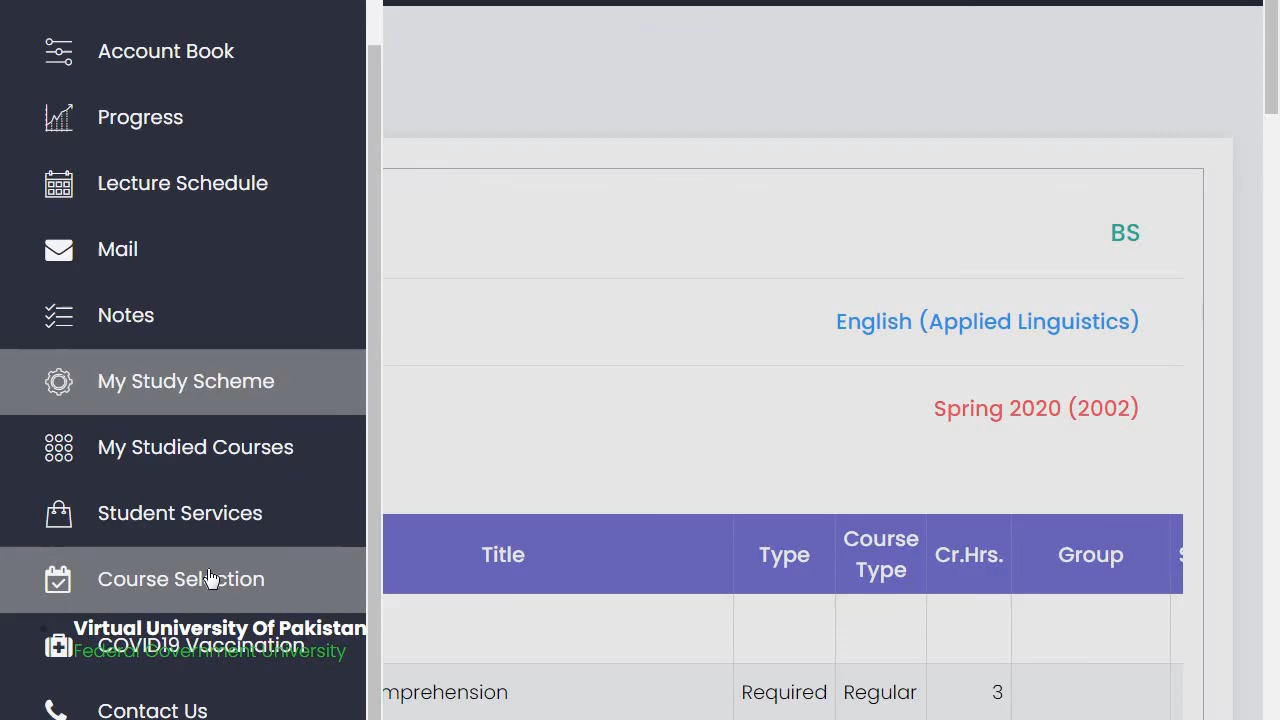 Account Book
Progress
Lecture Schedule
Mail
Notes
My Study Scheme
My Studied Courses
Student Services
Course Selection
Virtual University Of Pakistan
COVID19 Vaccination
Federal Government University
Contact Us
BS
English (Applied Linguistics)
Spring 2020 (2002)
Title
Type
Course
Type
Cr.Hrs.
Group
mprehension
Required
Regular
3